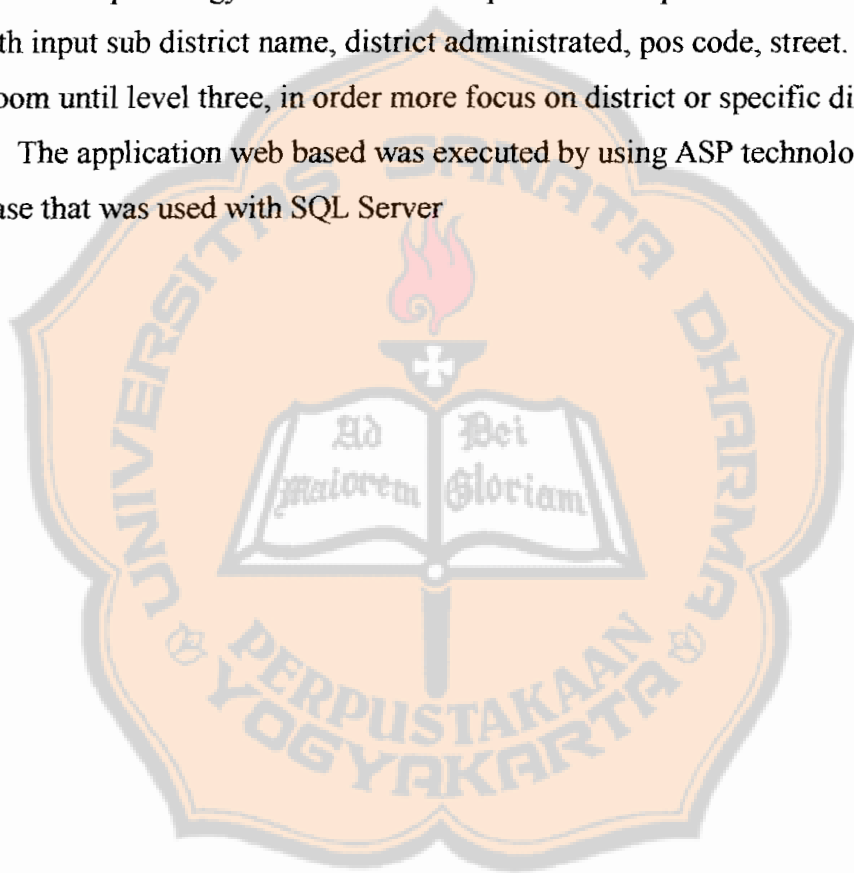 th input sub district name, district administrated, pos code, street.
oom until level three, in order more focus on district or specific di
The application web based was executed by using ASP technolo
ase that was used with SQL Server
UNIVERSITAS SANATA DHARMA
Ad Dei
Maiorem Gloriam
PERPUSTAKAAN
YOGYAKARTA